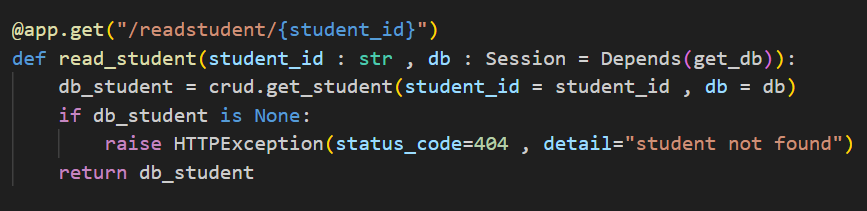 @app.get("/readstudent/{student_id}")
def read_student(student_id : str , db : Session = Depends(get_db)):
    db_student = crud.get_student(student_id = student_id , db = db)
    if db_student is None:
        raise HTTPException(status_code=404 , detail="student not found")
    return db_student